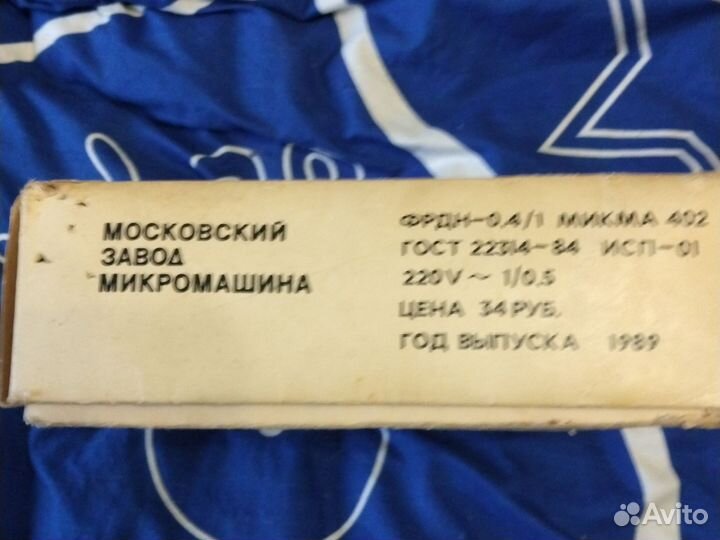 МОСКОВСКИЙ
ЗАВОД
МИКРОМАШИНА
ФРДН-0,4/1 МИКМА 402
ГОСТ 22314-84 ИСП-01
220V ~ 1/0,5
ЦЕНА 34 РУБ.
ГОД ВЫПУСКА 1989
Avito